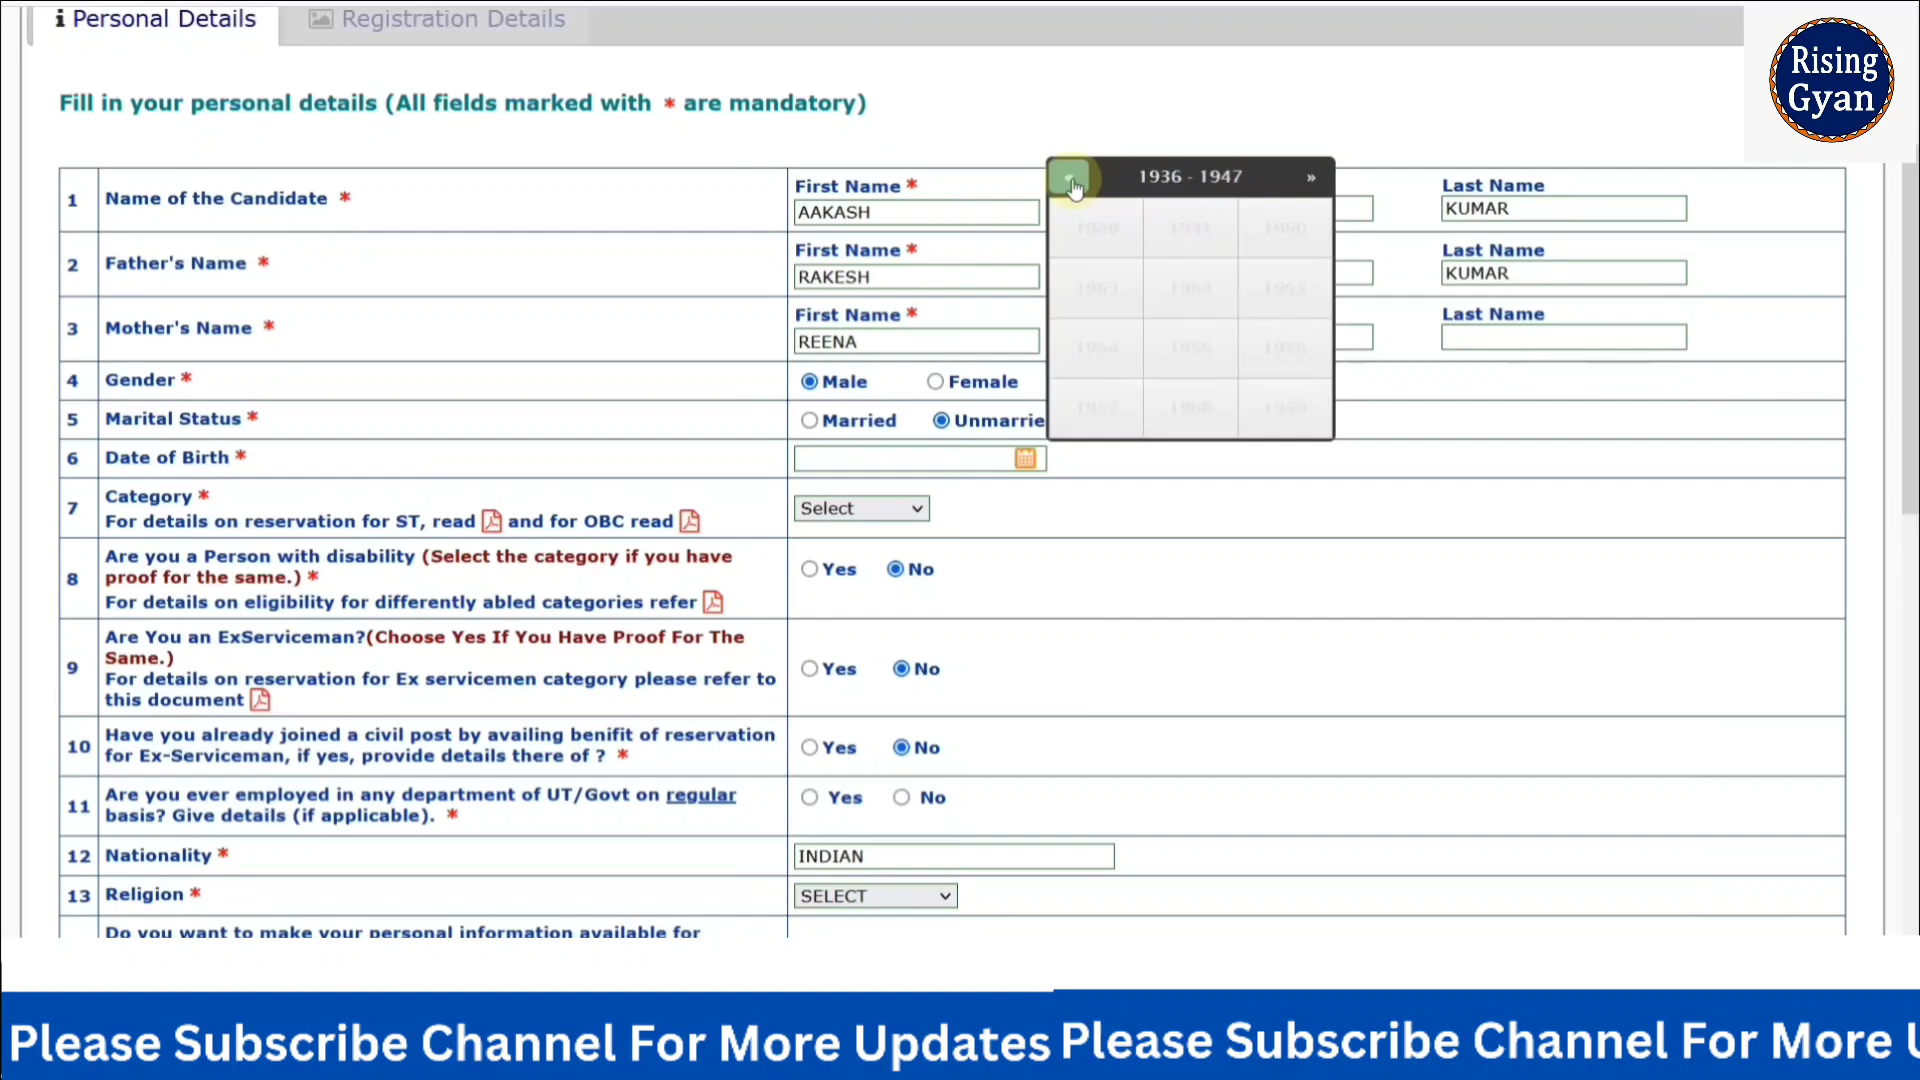 Personal Details
Registration Details
Rising
Gyan
Fill in your personal details (All fields marked with * are mandatory)
« 1936 - 1947 »
1 Name of the Candidate * First Name * Last Name
AAKASH KUMAR
2 Father's Name * First Name * Last Name
RAKESH KUMAR
3 Mother's Name * First Name * Last Name
REENA
4 Gender * Male Female
5 Marital Status * Married Unmarrie
6 Date of Birth *
7 Category * Select
For details on reservation for ST, read and for OBC read
8 Are you a Person with disability (Select the category if you have
proof for the same.) * Yes No
For details on eligibility for differently abled categories refer
9 Are You an ExServiceman?(Choose Yes If You Have Proof For The
Same.) Yes No
For details on reservation for Ex servicemen category please refer to
this document
10 Have you already joined a civil post by availing benifit of reservation
for Ex-Serviceman, if yes, provide details there of ? * Yes No
11 Are you ever employed in any department of UT/Govt on regular
basis? Give details (if applicable). * Yes No
12 Nationality * INDIAN
13 Religion * SELECT
Do you want to make your personal information available for
Please Subscribe Channel For More Updates Please Subscribe Channel For More U